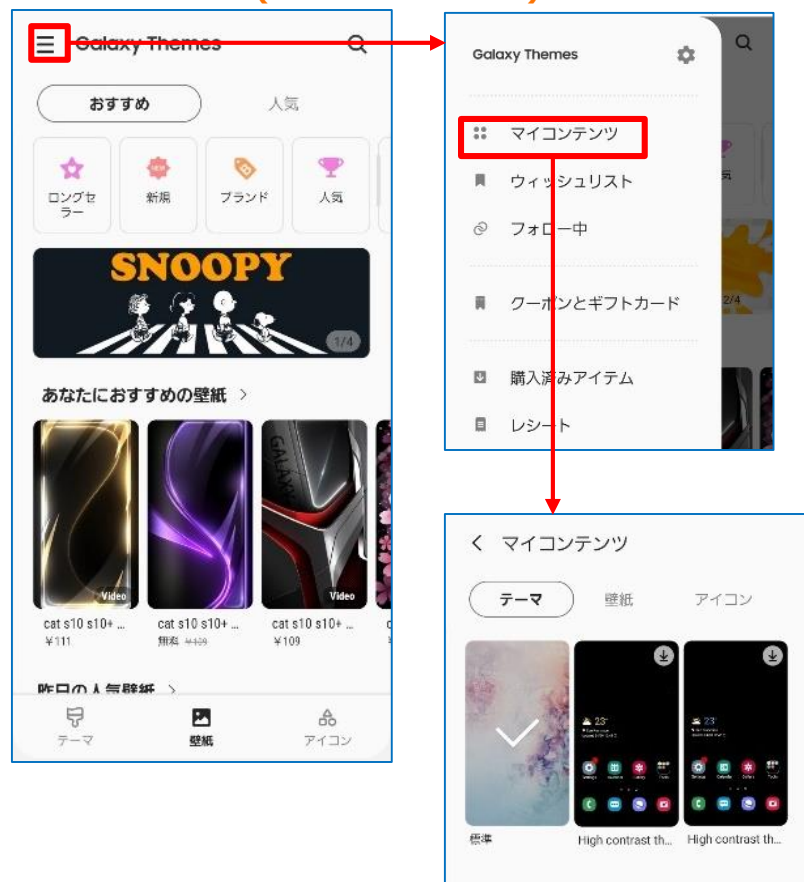 Galaxy Themes
おすすめ
人気
ロングセ
ラー
新規
ブランド
人気
SNOOPY
1/4
あなたにおすすめの壁紙 >
GALAXY
Video
Video
cat s10 s10+ ...
cat s10 s10+ ...
cat s10 s10+ ...
¥111
無料 ¥109
¥109
昨日の人気壁紙 >
テーマ
壁紙
アイコン
Galaxy Themes
マイコンテンツ
ウィッシュリスト
フォロー中
クーポンとギフトカード
2/4
購入済みアイテム
レシート
マイコンテンツ
テーマ
壁紙
アイコン
23°
23°
標準
High contrast th...
High contrast th...